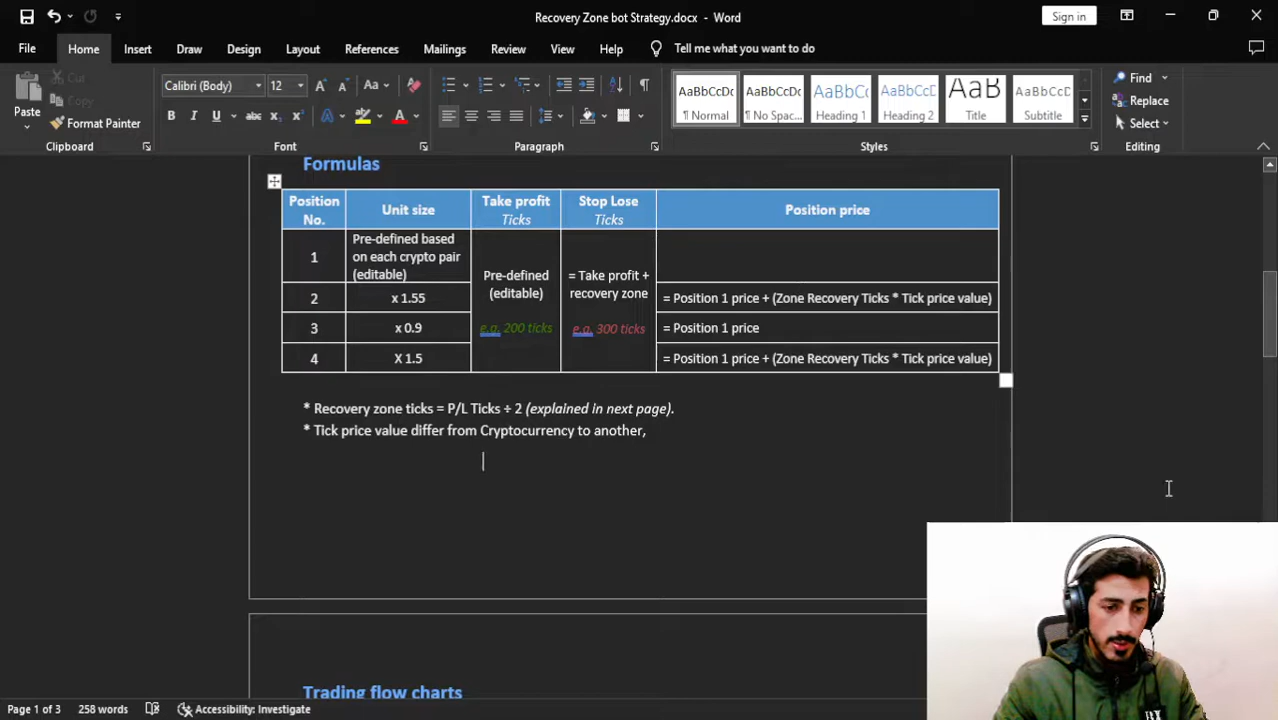 Recovery Zone bot Strategy.docx - Word
Sign in
File Home Insert Draw Design Layout References Mailings Review View Help Tell me what you want to do
Paste
Cut
Copy
Format Painter
Calibri (Body) 12
Find
Replace
Select
AaBbCcDc AaBbCcDc AaBbCc AaBbCcD AaB AaBbCcD
¶ Normal ¶ No Spac... Heading 1 Heading 2 Title Subtitle
Clipboard Font Paragraph Styles Editing
Formulas
Position No. Unit size Take profit Ticks Stop Lose Ticks Position price
1 Pre-defined based on each crypto pair (editable)
Pre-defined (editable)
e.g. 200 ticks
= Take profit + recovery zone
e.g. 300 ticks
2 x 1.55 = Position 1 price + (Zone Recovery Ticks * Tick price value)
3 x 0.9 = Position 1 price
4 X 1.5 = Position 1 price + (Zone Recovery Ticks * Tick price value)
* Recovery zone ticks = P/L Ticks ÷ 2 (explained in next page).
* Tick price value differ from Cryptocurrency to another,
Trading flow charts
Page 1 of 3 258 words Accessibility: Investigate